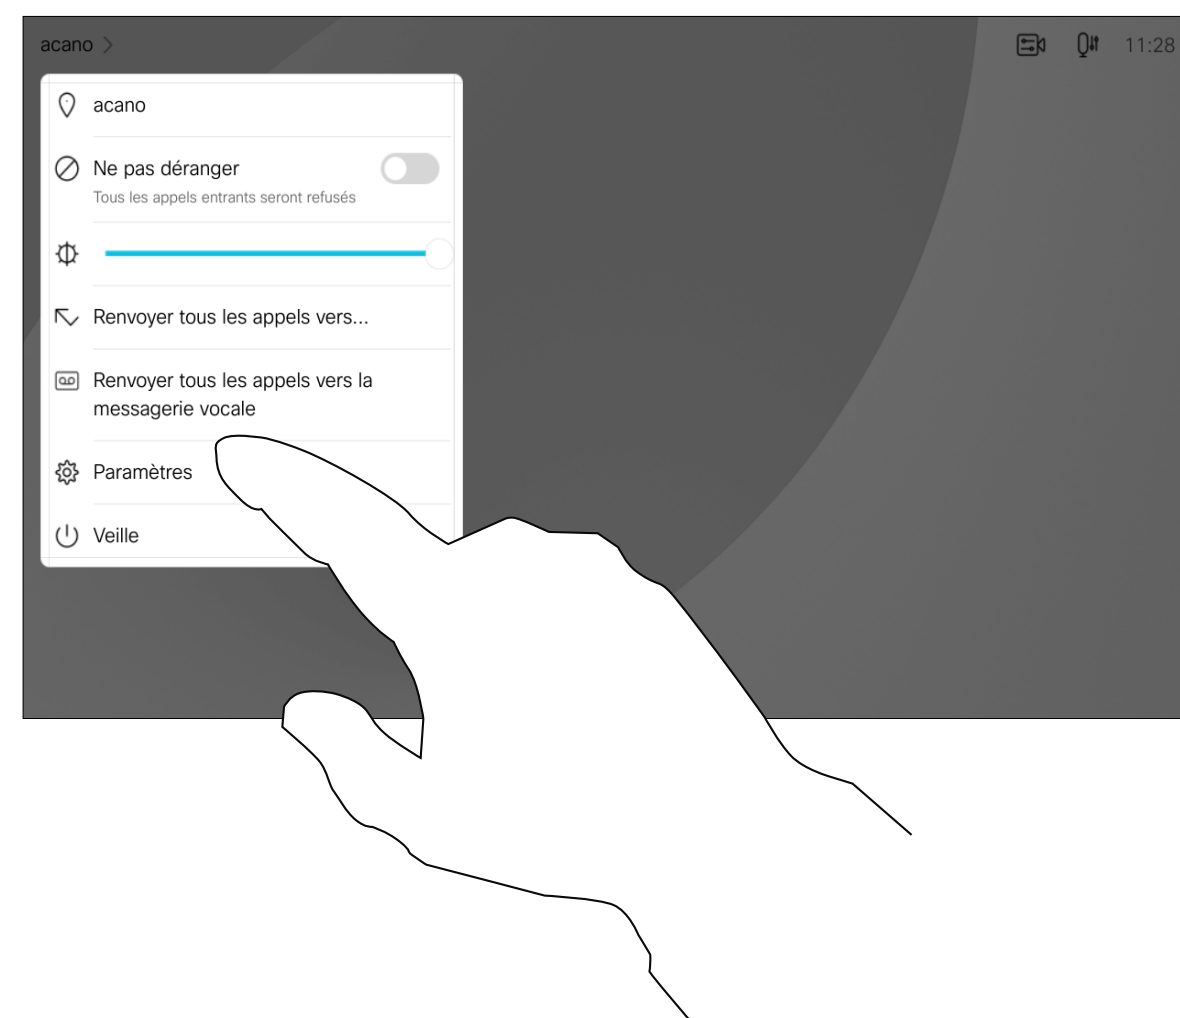 acano
11:28
acano
Ne pas déranger
Tous les appels entrants seront refusés
Renvoyer tous les appels vers...
Renvoyer tous les appels vers la
messagerie vocale
Paramètres
Veille